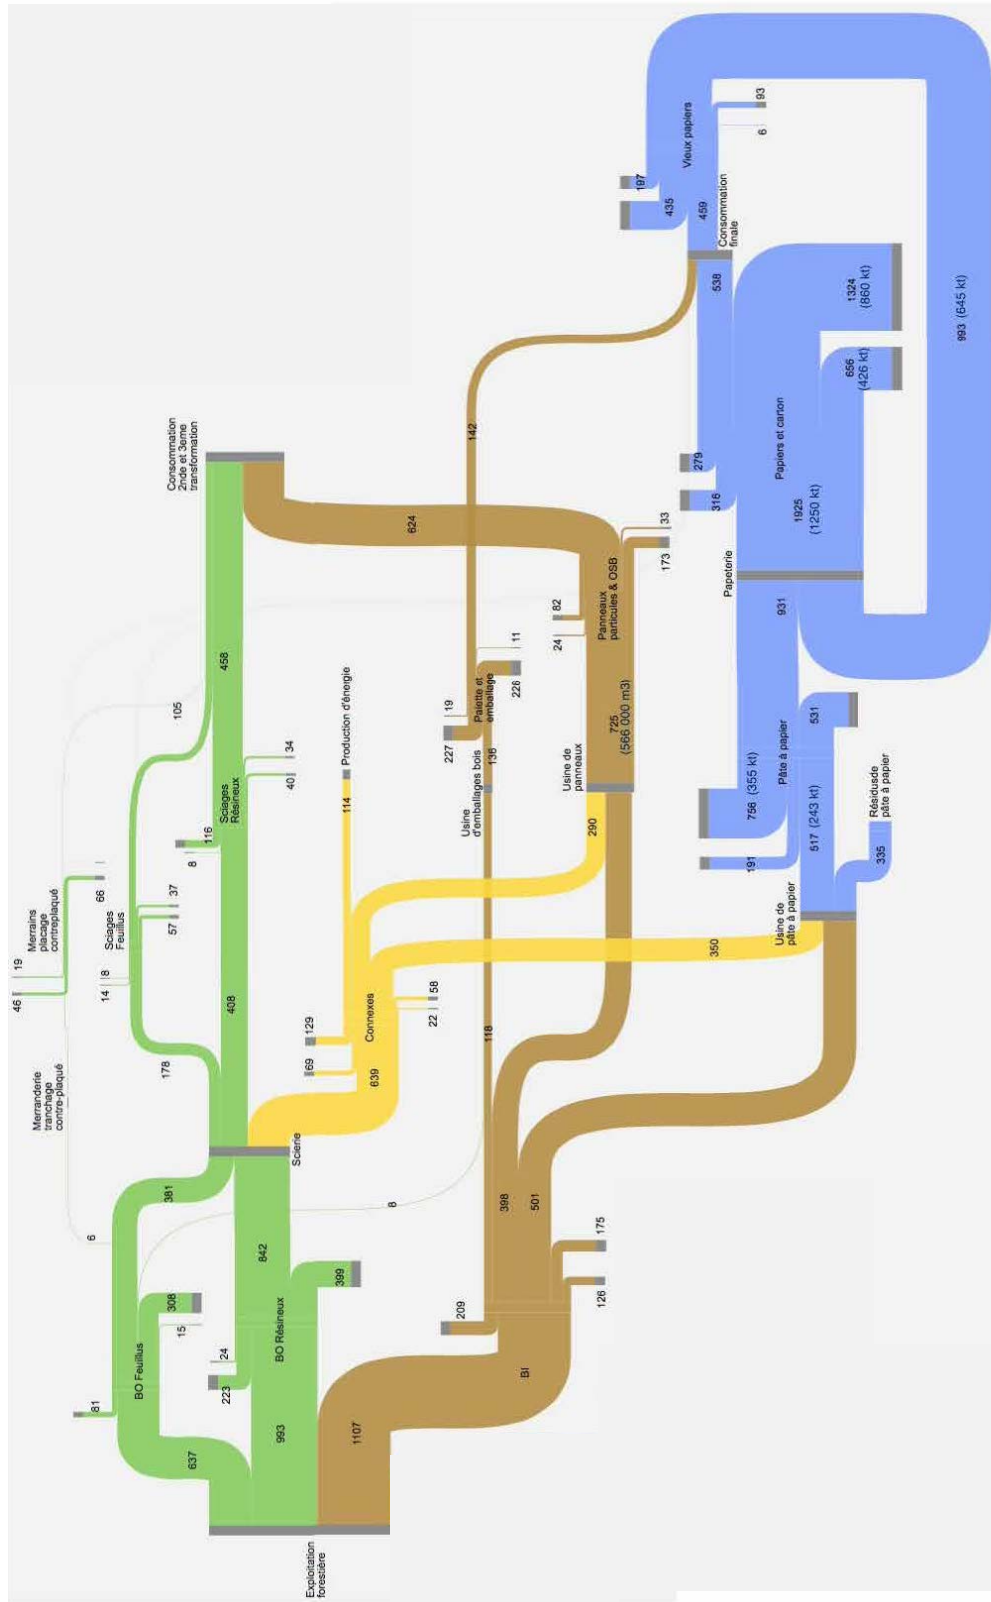 Exploitation
forestière
637
993
1107
81
BO Feuillus
15
308
223
24
BO Résineux
399
BI
209
126
175
6
381
842
8
398
501
Merranderie
tranchage
contre-plaqué
Scierie
178
408
639
69
129
Connexes
22
58
118
350
46
19
Merrains
placage
contreplaqué
66
14
8
Sciages
Feuillus
57
37
8
116
Sciages
Résineux
40
34
105
458
114
Production d'énergie
290
Usine
d'emballages bois
136
227
19
Palette et
emballage
226
11
142
Usine de
panneaux
725
(566 000 m3)
24
82
Panneaux
particules & OSB
173
33
624
Consommation
2nde et 3eme
transformation
Usine de
pâte à papier
335
Résidusde
pâte à papier
517 (243 kt)
191
756 (355 kt)
Pâte à papier
531
931
Papeterie
1925
(1250 kt)
316
279
Papiers et carton
656
(426 kt)
1324
(860 kt)
538
Consommation
finale
459
435
197
Vieux papiers
6
93
993 (645 kt)